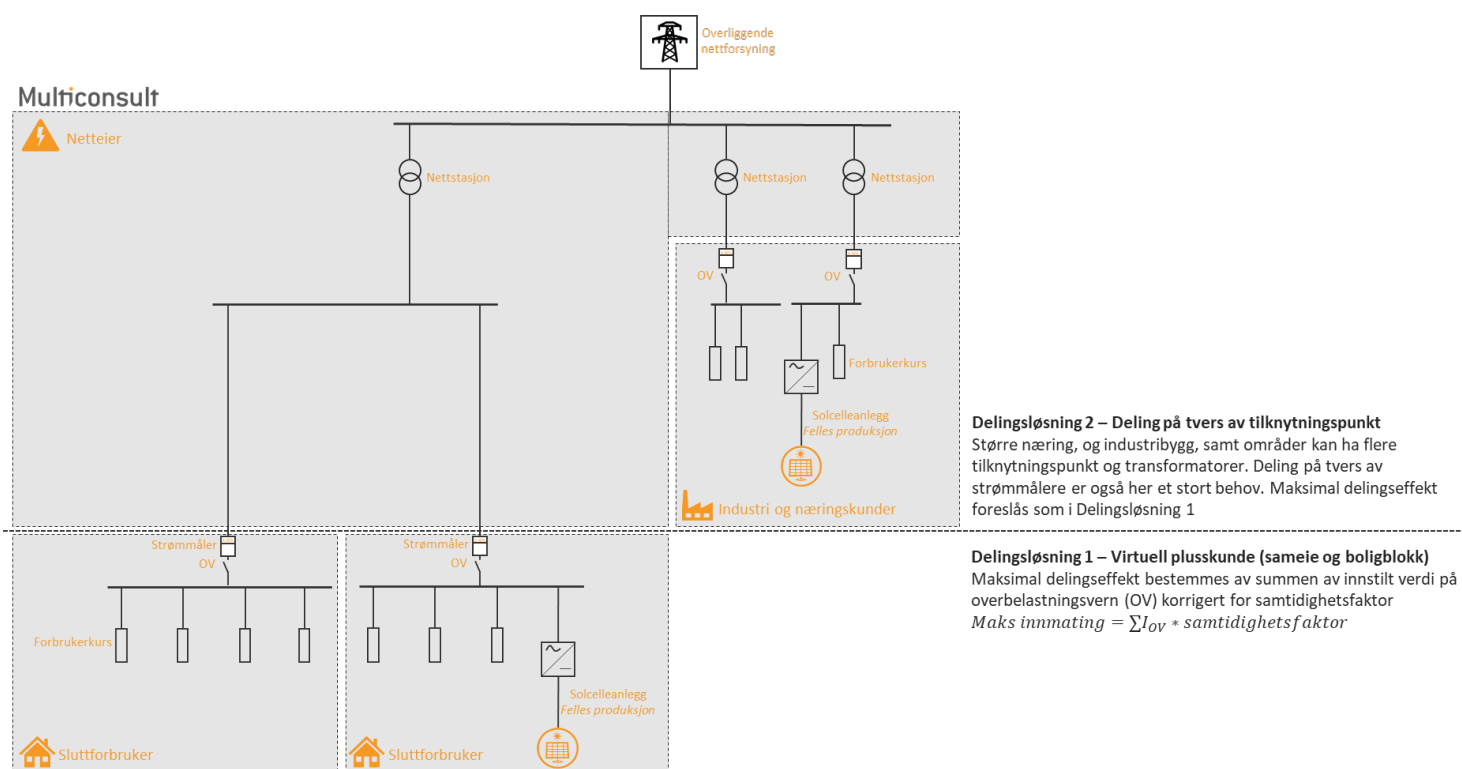 Overliggende
nettforsyning
Multiconsult
Netteier
Nettstasjon
Nettstasjon
Nettstasjon
OV
OV
Forbrukerkurs
Solcelleanlegg
Felles produksjon
Industri og næringskunder
Delingsløsning 2 – Deling på tvers av tilknytningspunkt
Større næring, og industribygg, samt områder kan ha flere
tilknytningspunkt og transformatorer. Deling på tvers av
strømmålere er også her et stort behov. Maksimal delingseffekt
foreslås som i Delingsløsning 1
Strømmåler
OV
Forbrukerkurs
Sluttforbruker
Strømmåler
OV
Solcelleanlegg
Felles produksjon
Sluttforbruker
Delingsløsning 1 – Virtuell plusskunde (sameie og boligblokk)
Maksimal delingseffekt bestemmes av summen av innstilt verdi på
overbelastningsvern (OV) korrigert for samtidighetsfaktor
Maks innmating = ∑I_OV * samtidighetsfaktor